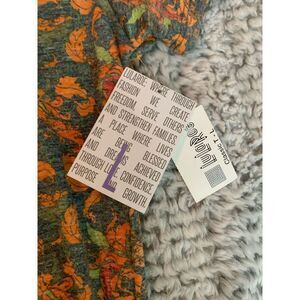 LULAROE: WHERE THROUGH
FASHION WE CREATE
FREEDOM, SERVE OTHERS,
AND STRENGTHEN FAMILIES.
A PLACE WHERE LIVES
ARE BEING BLESSED
AND DREAMS ACHIEVED
THROUGH LOVE CONFIDENCE
PURPOSE AND GROWTH.
L
LuLaRoe
Classic T - L